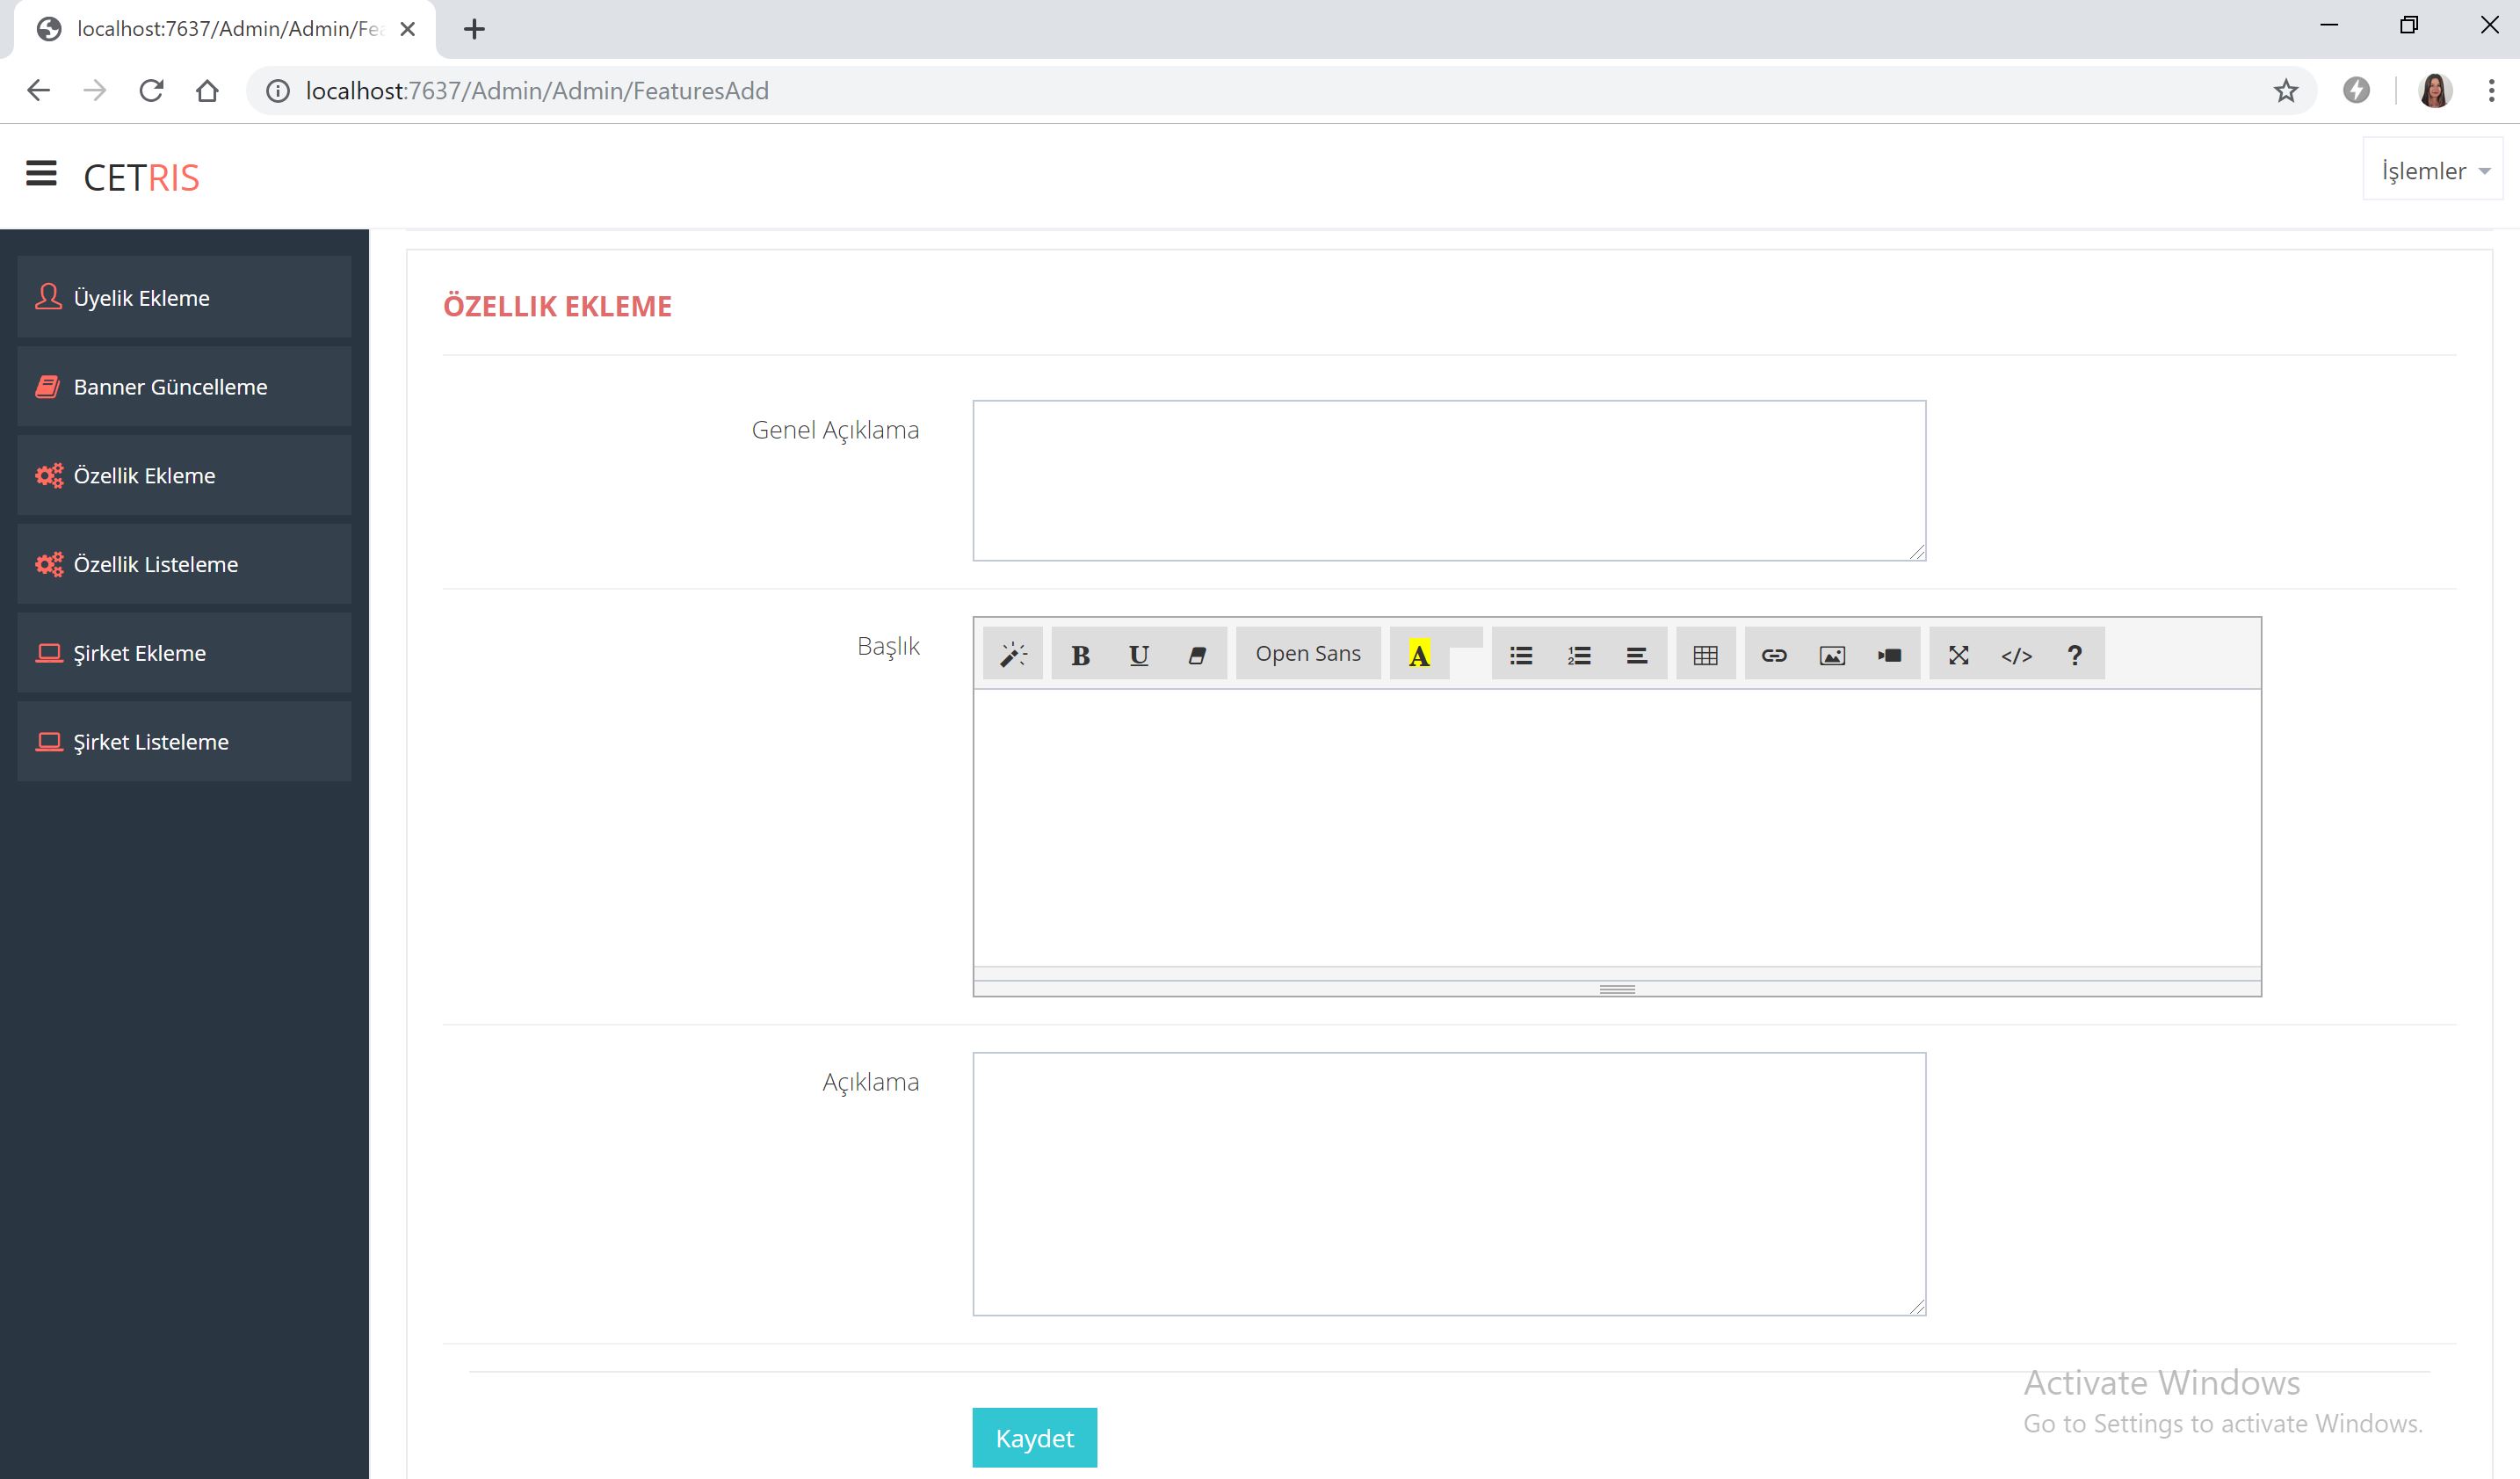 localhost:7637/Admin/Admin/Fea
localhost:7637/Admin/Admin/FeaturesAdd
CETRIS
İşlemler
Üyelik Ekleme
Banner Güncelleme
Özellik Ekleme
Özellik Listeleme
Şirket Ekleme
Şirket Listeleme
ÖZELLIK EKLEME
Genel Açıklama
Başlık
B U Open Sans A </> ?
Açıklama
Kaydet
Activate Windows
Go to Settings to activate Windows.